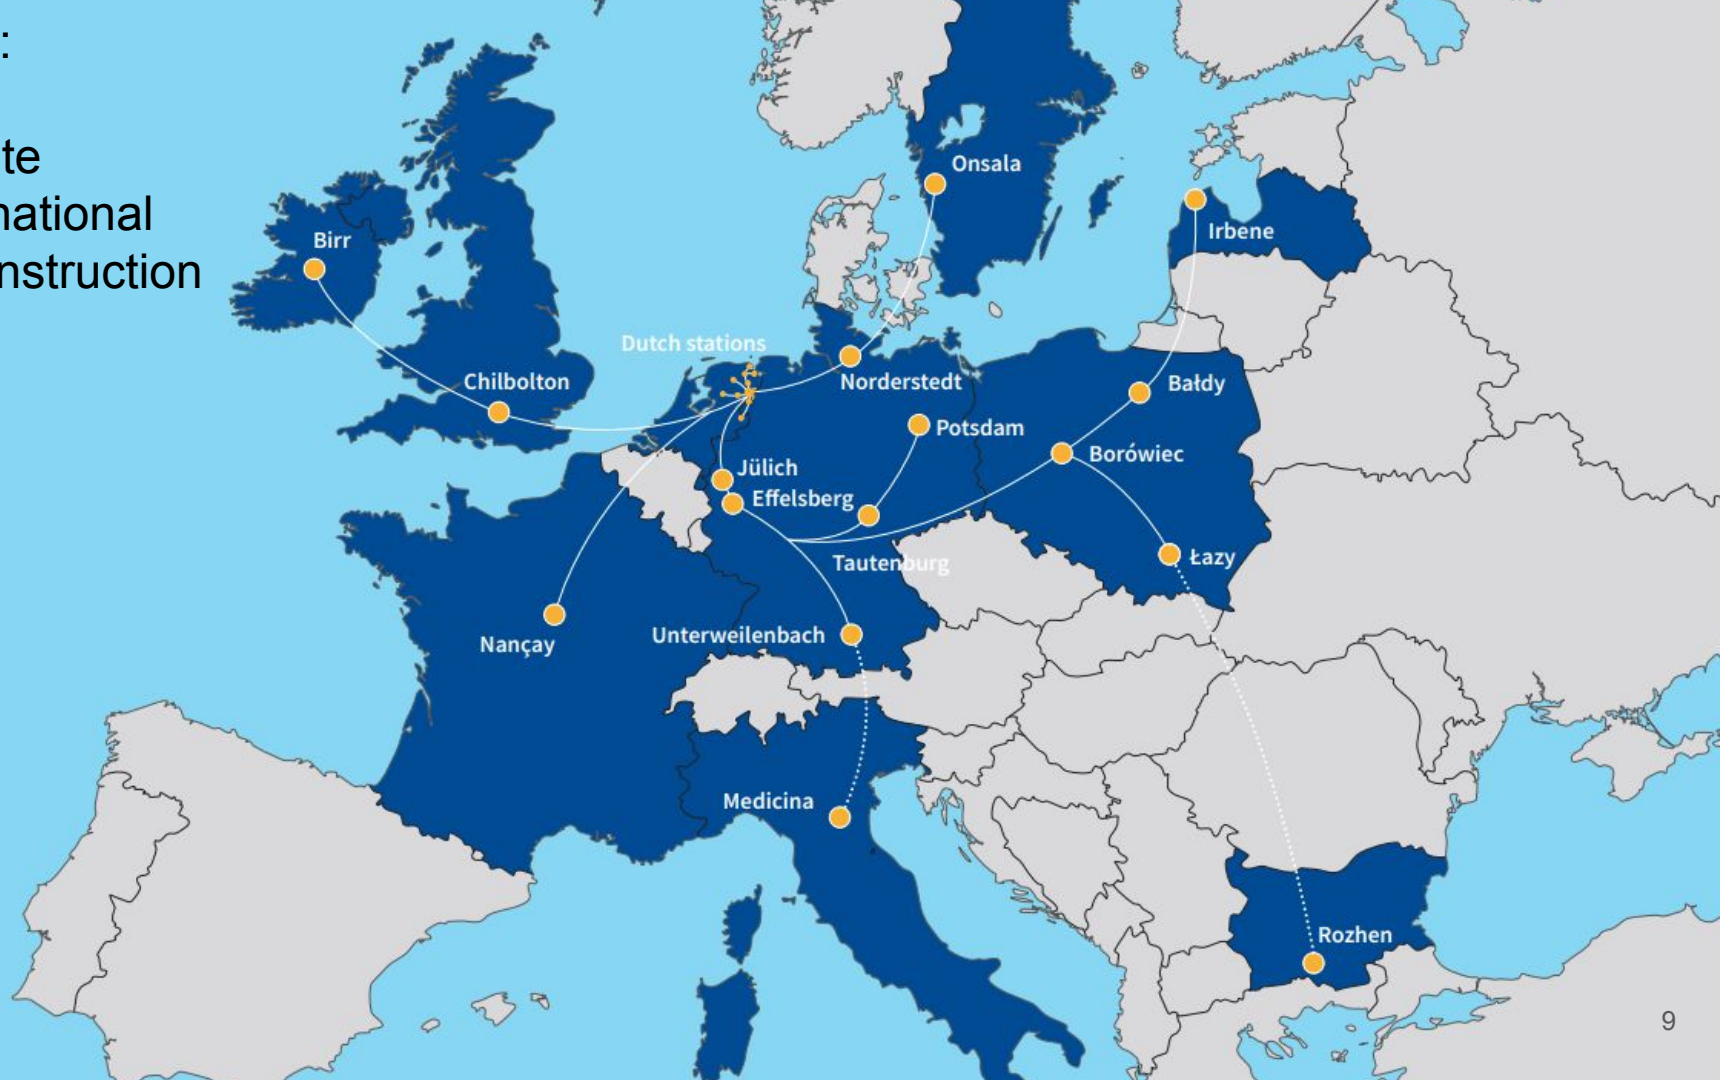 :
te
national
nstruction
Onsala
Irbene
Birr
Dutch stations
Chilbolton
Norderstedt
Bałdy
Potsdam
Borówiec
Jülich
Effelsberg
Tautenburg
Łazy
Nançay
Unterweilenbach
Medicina
Rozhen
9